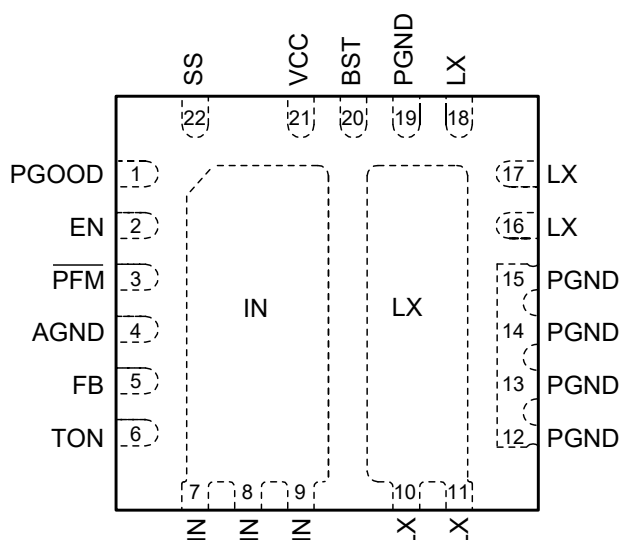 SS
VCC
BST
PGND
LX
22
21
20
19
18
PGOOD 1
17 LX
EN 2
16 LX
PFM 3
15 PGND
IN
LX
AGND 4
14 PGND
FB 5
13 PGND
TON 6
12 PGND
7
8
9
10
11
IN
IN
IN
LX
LX